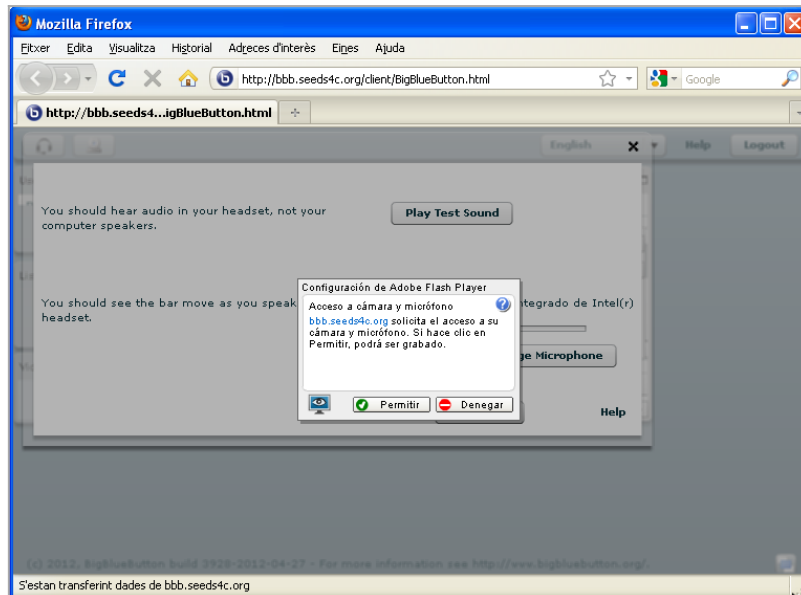 Mozilla Firefox
Fitxer Edita Visualitza Historial Adreces d'interès Eines Ajuda
http://bbb.seeds4c.org/client/BigBlueButton.html
Google
http://bbb.seeds4...igBlueButton.html
English Help Logout
You should hear audio in your headset, not your
computer speakers.
Play Test Sound
Configuración de Adobe Flash Player
Acceso a cámara y micrófono
bbb.seeds4c.org solicita el acceso a su
cámara y micrófono. Si hace clic en
Permitir, podrá ser grabado.
Permitir Denegar
You should see the bar move as you speak
tegrado de Intel(r)
headset.
ge Microphone
Help
(c) 2012, BigBlueButton build 3928-2012-04-27 - For more information see http://www.bigbluebutton.org/.
S'estan transferint dades de bbb.seeds4c.org